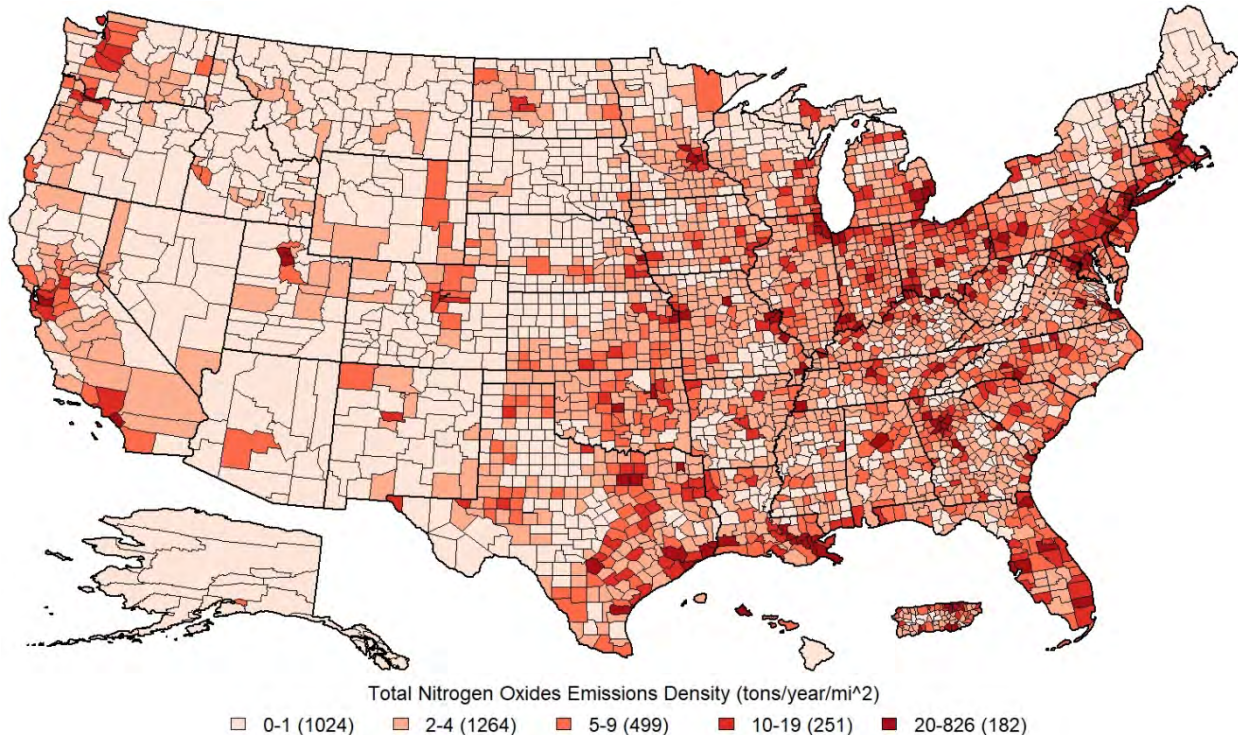 Total Nitrogen Oxides Emissions Density (tons/year/mi^2)
0-1 (1024) 2-4 (1264) 5-9 (499) 10-19 (251) 20-826 (182)